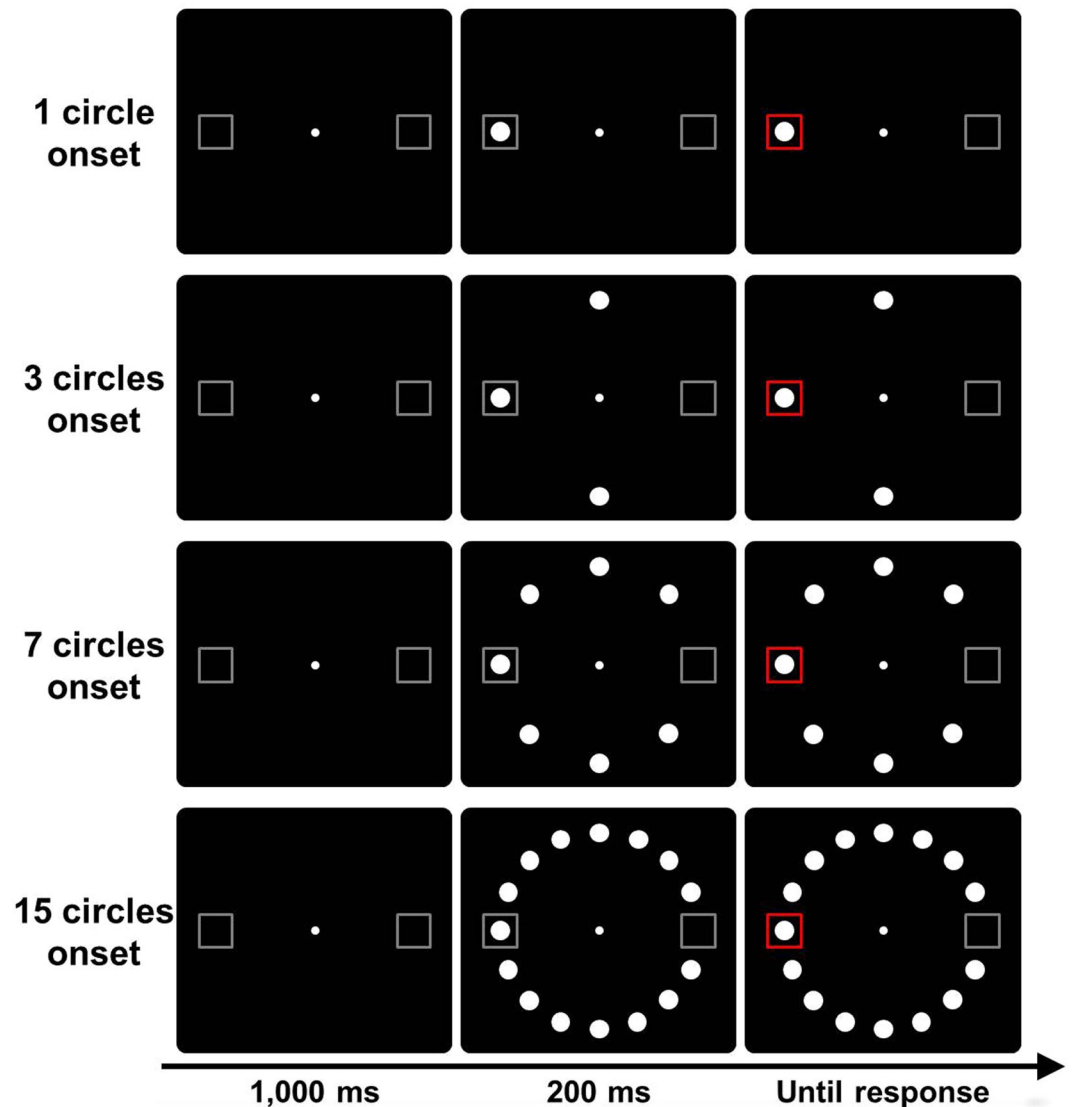 1 circle
onset
3 circles
onset
7 circles
onset
15 circles
onset
1,000 ms
200 ms
Until response